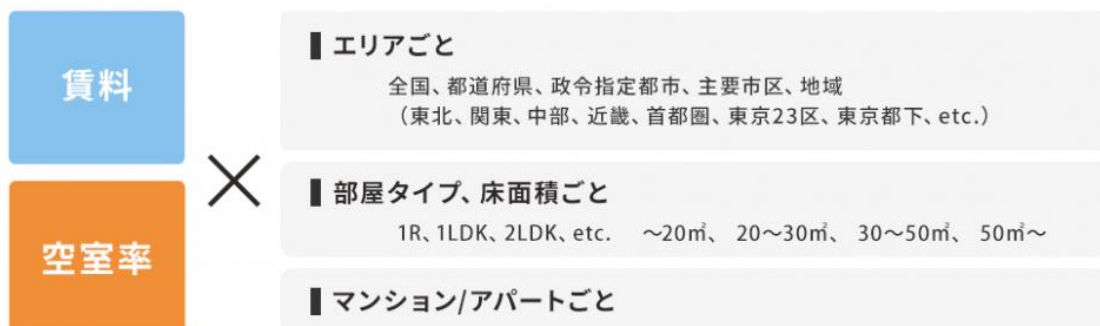 賃料
空室率
×
エリアごと
全国、都道府県、政令指定都市、主要市区、地域
（東北、関東、中部、近畿、首都圏、東京23区、東京都下、etc.）
部屋タイプ、床面積ごと
1R、1LDK、2LDK、etc.　〜20㎡、 20〜30㎡、 30〜50㎡、 50㎡〜
マンション/アパートごと